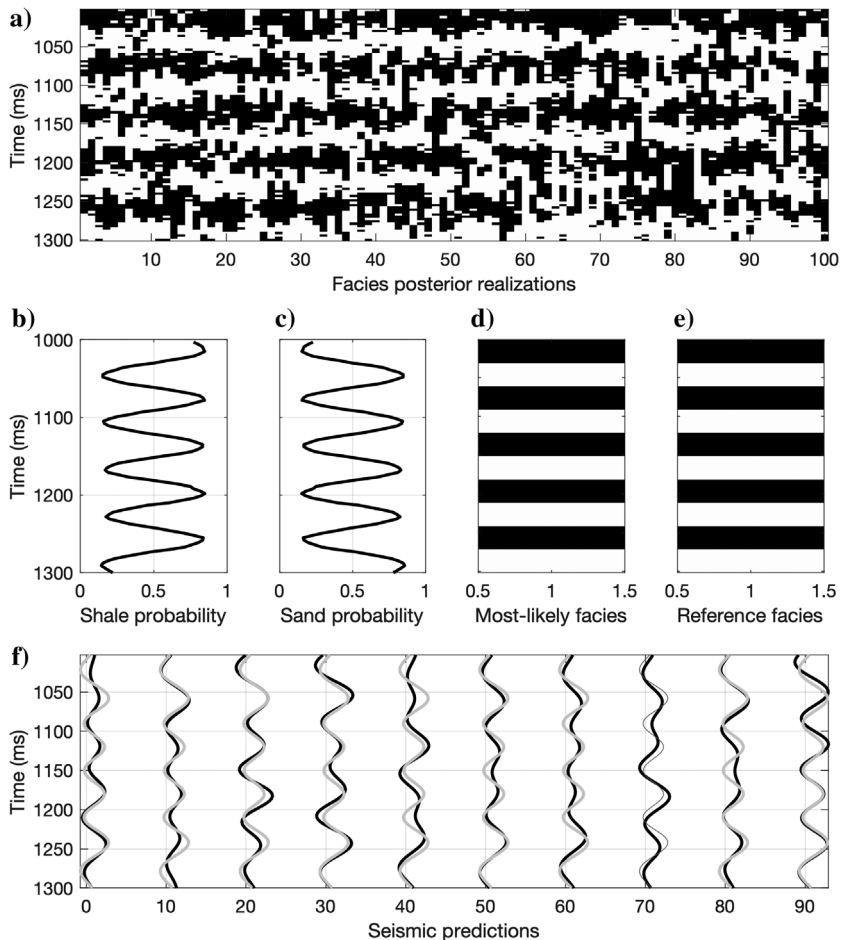 a)
1050
1100
1150
1200
1250
1300
Time (ms)
10 20 30 40 50 60 70 80 90 100
Facies posterior realizations
b) c) d) e)
1000
1100
1200
1300
Time (ms)
0 0.5 1 0 0.5 1 0.5 1 1.5 0.5 1 1.5
Shale probability Sand probability Most-likely facies Reference facies
f)
1050
1100
1150
1200
1250
1300
Time (ms)
0 10 20 30 40 50 60 70 80 90
Seismic predictions